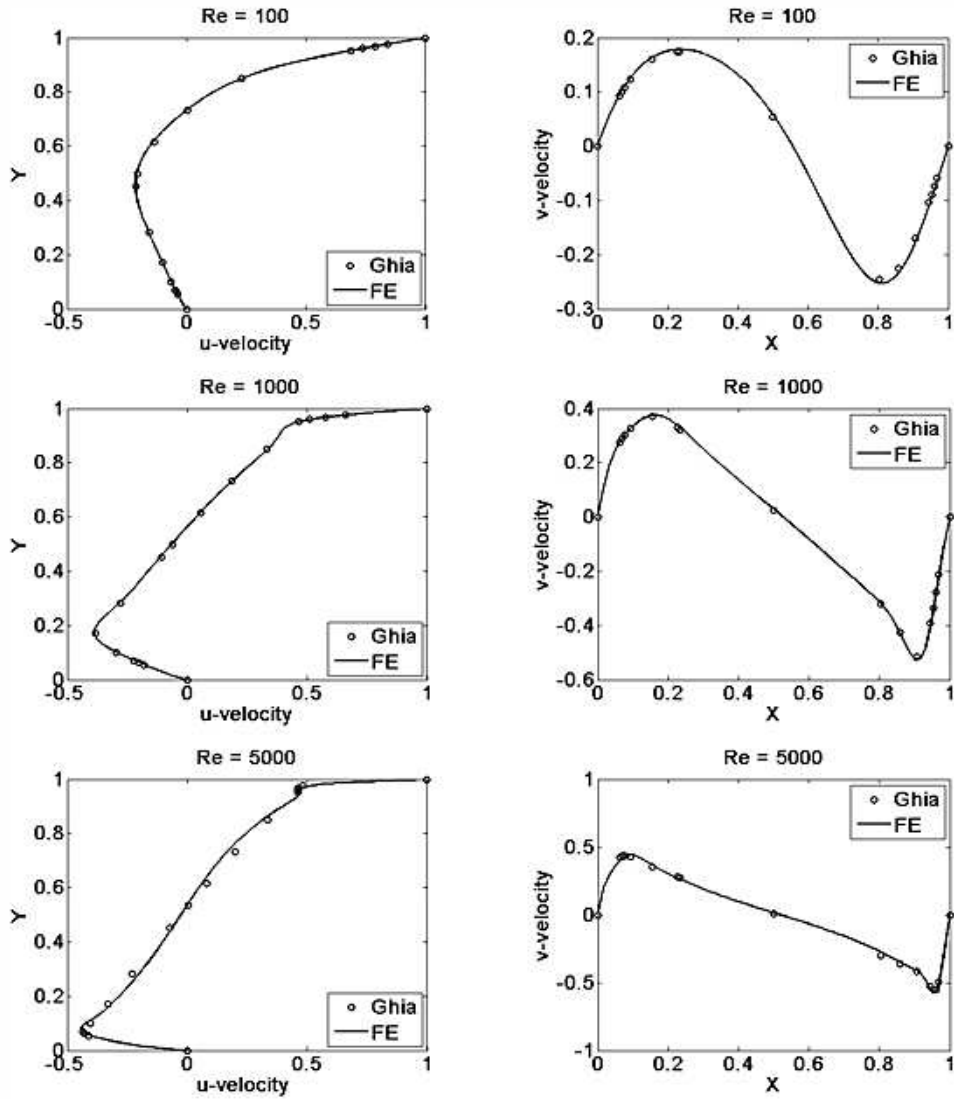 Re = 100
1
0.8
0.6
0.4
0.2
0
-0.5
0
0.5
1
Y
u-velocity
Ghia
FE
Re = 100
0.2
0.1
0
-0.1
-0.2
-0.3
0
0.2
0.4
0.6
0.8
1
v-velocity
X
Ghia
FE
Re = 1000
1
0.8
0.6
0.4
0.2
0
-0.5
0
0.5
1
Y
u-velocity
Ghia
FE
Re = 1000
0.4
0.2
0
-0.2
-0.4
-0.6
0
0.2
0.4
0.6
0.8
1
v-velocity
X
Ghia
FE
Re = 5000
1
0.8
0.6
0.4
0.2
0
-0.5
0
0.5
1
Y
u-velocity
Ghia
FE
Re = 5000
1
0.5
0
-0.5
-1
0
0.2
0.4
0.6
0.8
1
v-velocity
X
Ghia
FE